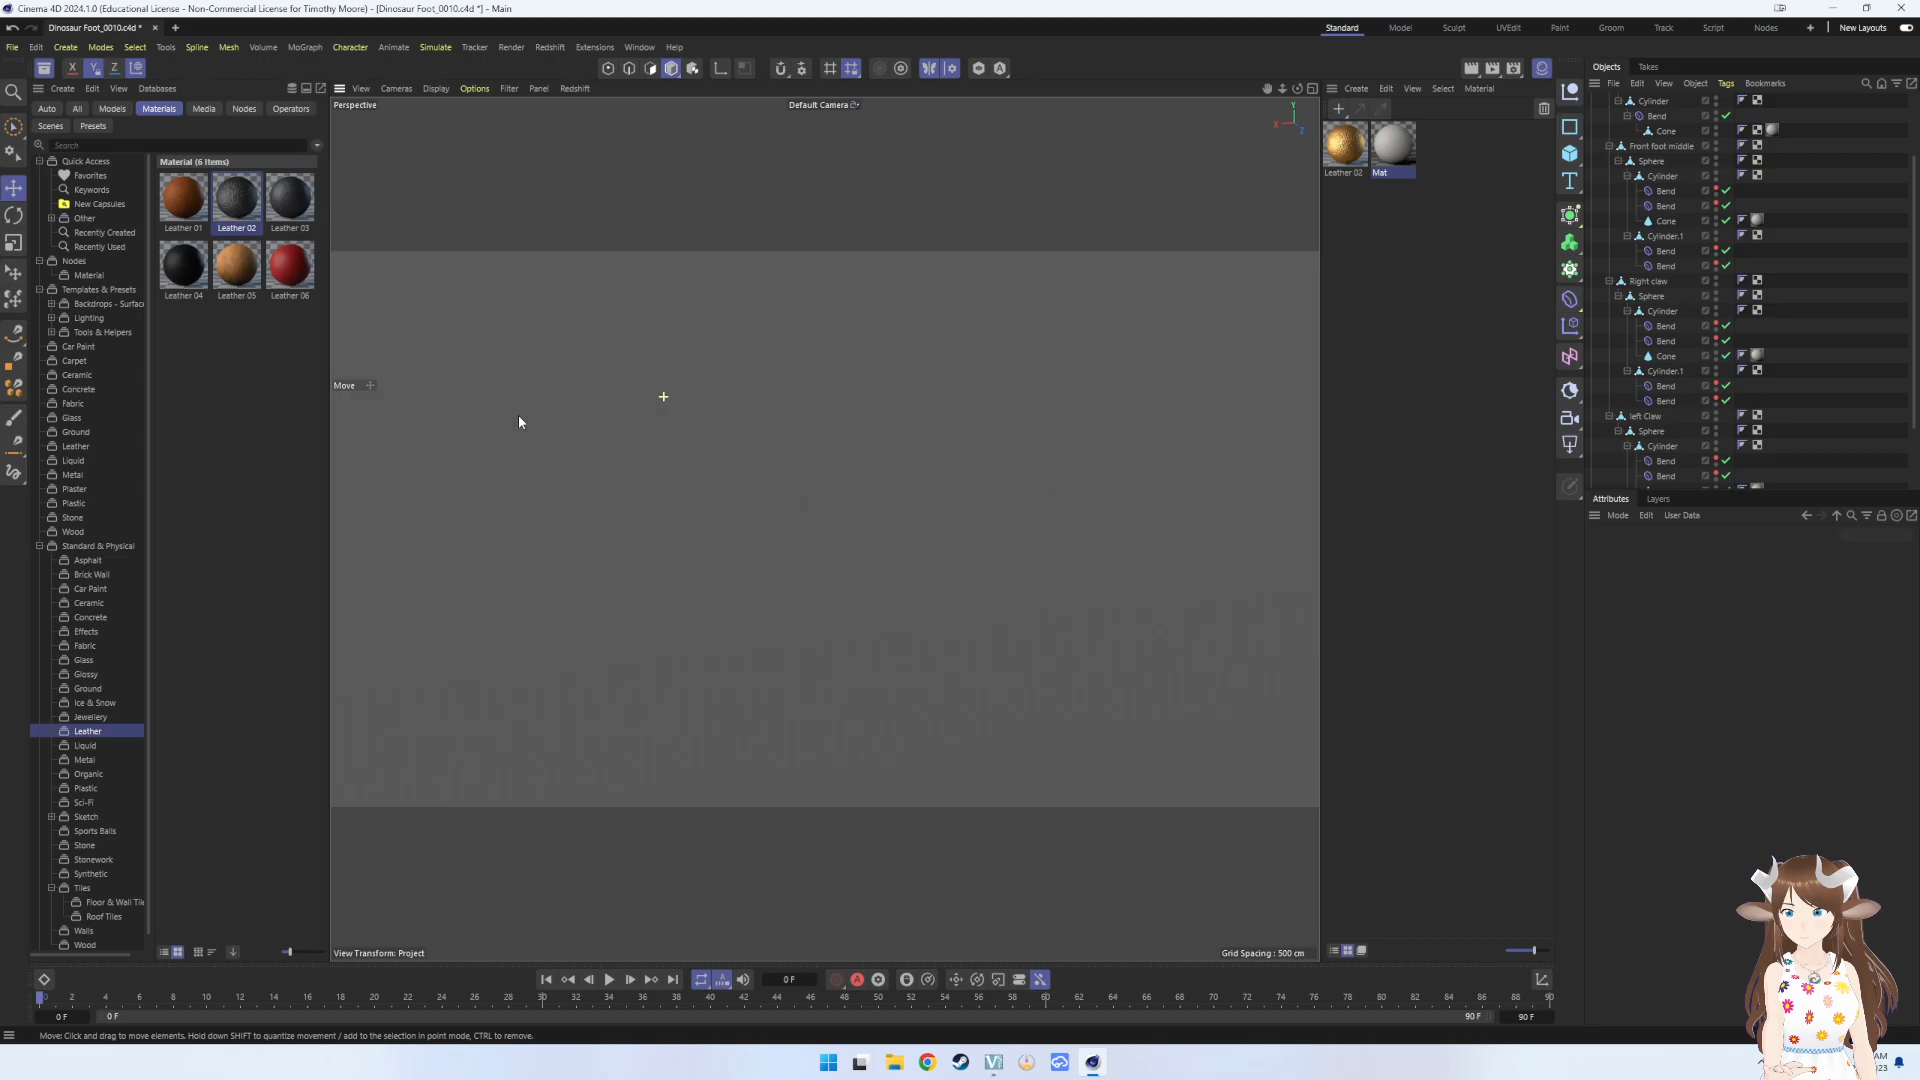 Cinema 4D 2024.1.0 (Educational License - Non-Commercial License for Timothy Moore) - [Dinosaur Foot_0010.c4d *] - Main
Dinosaur Foot_0010.c4d *
Standard Model Sculpt UVEdit Paint Groom Track Script Nodes New Layouts
File Edit Create Modes Select Tools Spline Mesh Volume MoGraph Character Animate Simulate Tracker Render Redshift Extensions Window Help
X Y Z
Objects Takes
File Edit View Object Tags Bookmarks
Create Edit View Databases
Auto All Models Materials Media Nodes Operators
Scenes Presets
Search
Quick Access
Favorites
Keywords
New Capsules
Other
Recently Created
Recently Used
Nodes
Material
Templates & Presets
Backdrops - Surfac
Lighting
Tools & Helpers
Car Paint
Carpet
Ceramic
Concrete
Fabric
Glass
Ground
Leather
Liquid
Metal
Plaster
Plastic
Stone
Wood
Standard & Physical
Asphalt
Brick Wall
Car Paint
Ceramic
Concrete
Effects
Fabric
Glass
Glossy
Ground
Ice & Snow
Jewellery
Leather
Liquid
Metal
Organic
Plastic
Sci-Fi
Sketch
Sports Balls
Stone
Stonework
Synthetic
Tiles
Floor & Wall Tile
Roof Tiles
Walls
Wood
Material (6 Items)
Leather 01 Leather 02 Leather 03
Leather 04 Leather 05 Leather 06
View Cameras Display Options Filter Panel Redshift
Perspective
Default Camera
Y
X
Z
Move
View Transform: Project
Grid Spacing : 500 cm
Create Edit View Select Material
Leather 02 Mat
Cylinder
Bend
Cone
Front foot middle
Sphere
Cylinder
Bend
Bend
Cone
Cylinder.1
Bend
Bend
Right claw
Sphere
Cylinder
Bend
Bend
Cone
Cylinder.1
Bend
Bend
left Claw
Sphere
Cylinder
Bend
Bend
Attributes Layers
Mode Edit User Data
0 F
0 2 4 6 8 10 12 14 16 18 20 22 24 26 28 30 32 34 36 38 40 42 44 46 48 50 52 54 56 58 60 62 64 66 68 70 72 74 76 78 80 82 84 86 88 90
0 F 0 F 90 F 90 F
Move: Click and drag to move elements. Hold down SHIFT to quantize movement / add to the selection in point mode, CTRL to remove.
AM